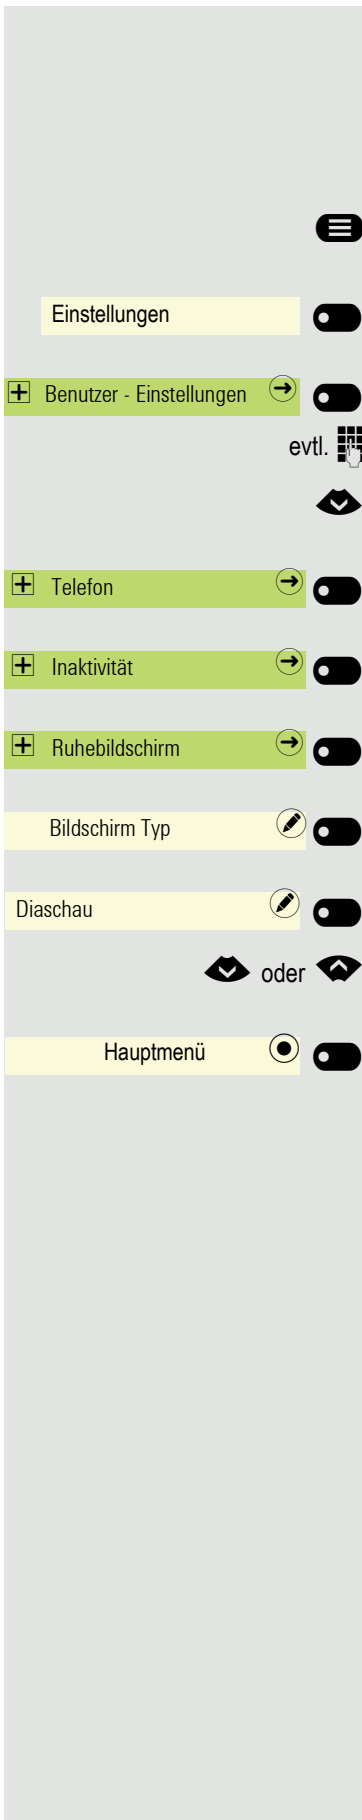 Einstellungen
Benutzer - Einstellungen
evtl.
Telefon
Inaktivität
Ruhebildschirm
Bildschirm Typ
Diaschau
oder
Hauptmenü